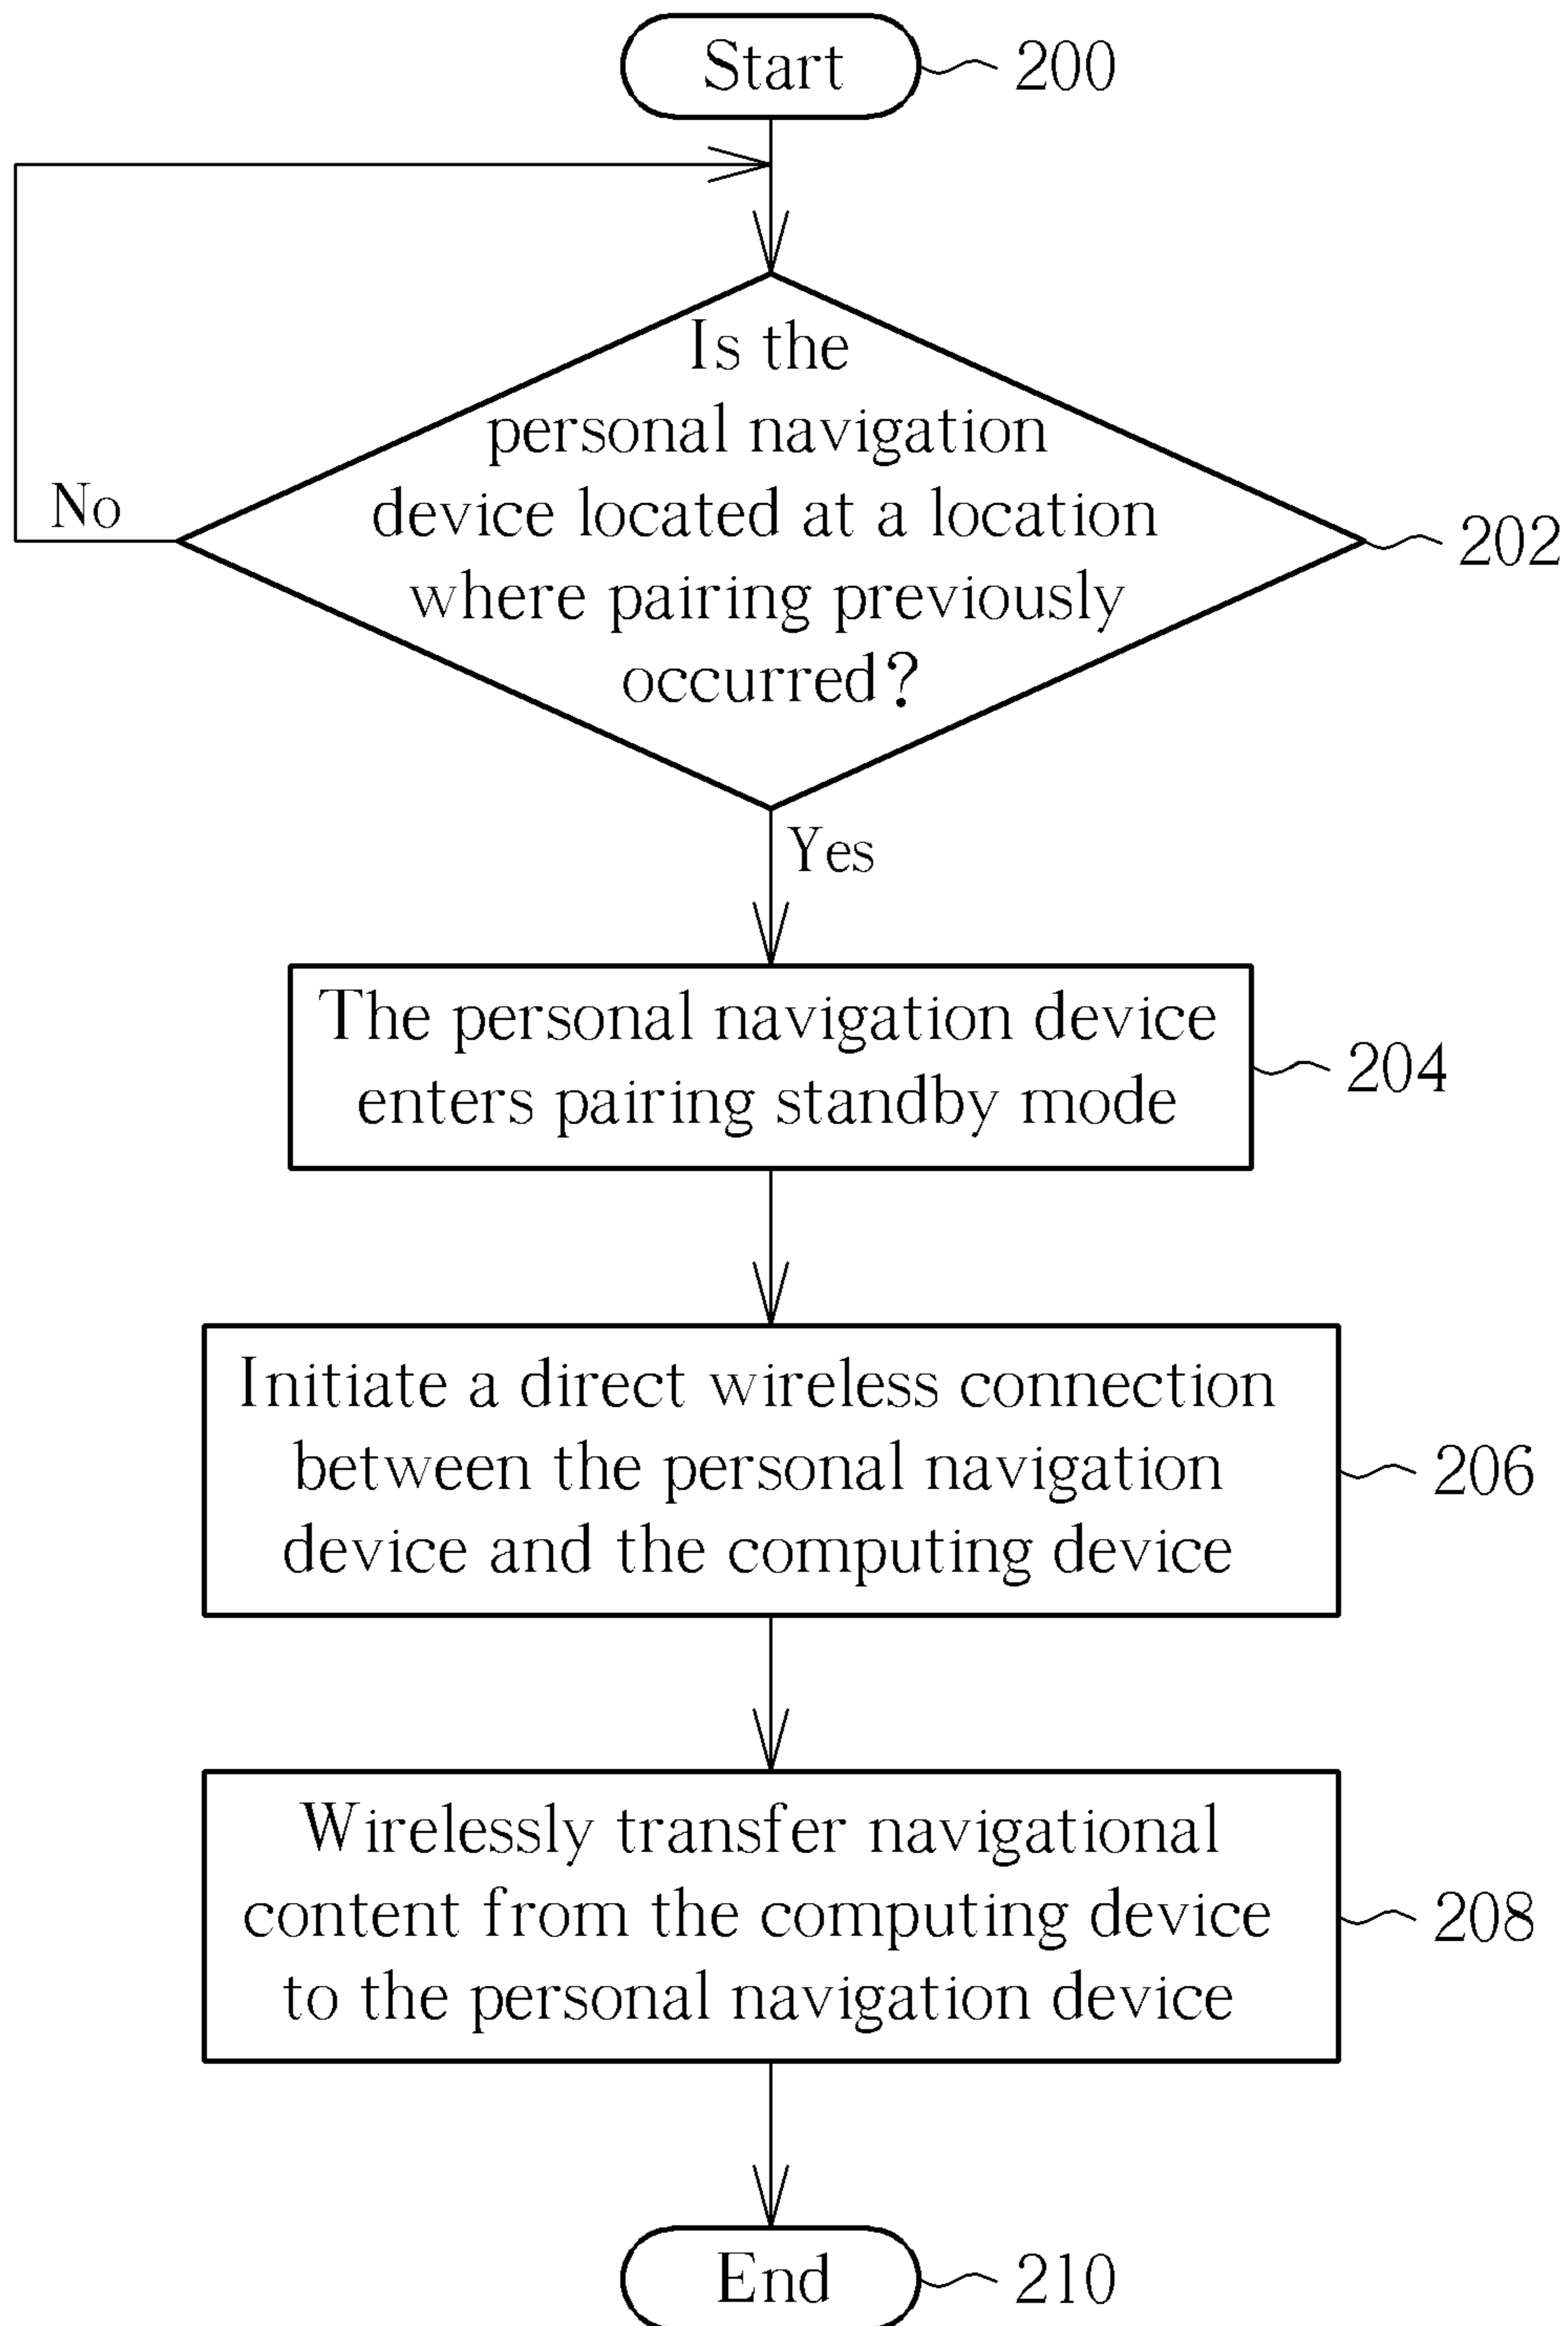 Start
200
Is the
personal navigation
device located at a location
where pairing previously
occurred?
No
202
Yes
The personal navigation device
enters pairing standby mode
204
Initiate a direct wireless connection
between the personal navigation
device and the computing device
206
Wirelessly transfer navigational
content from the computing device
to the personal navigation device
208
End
210